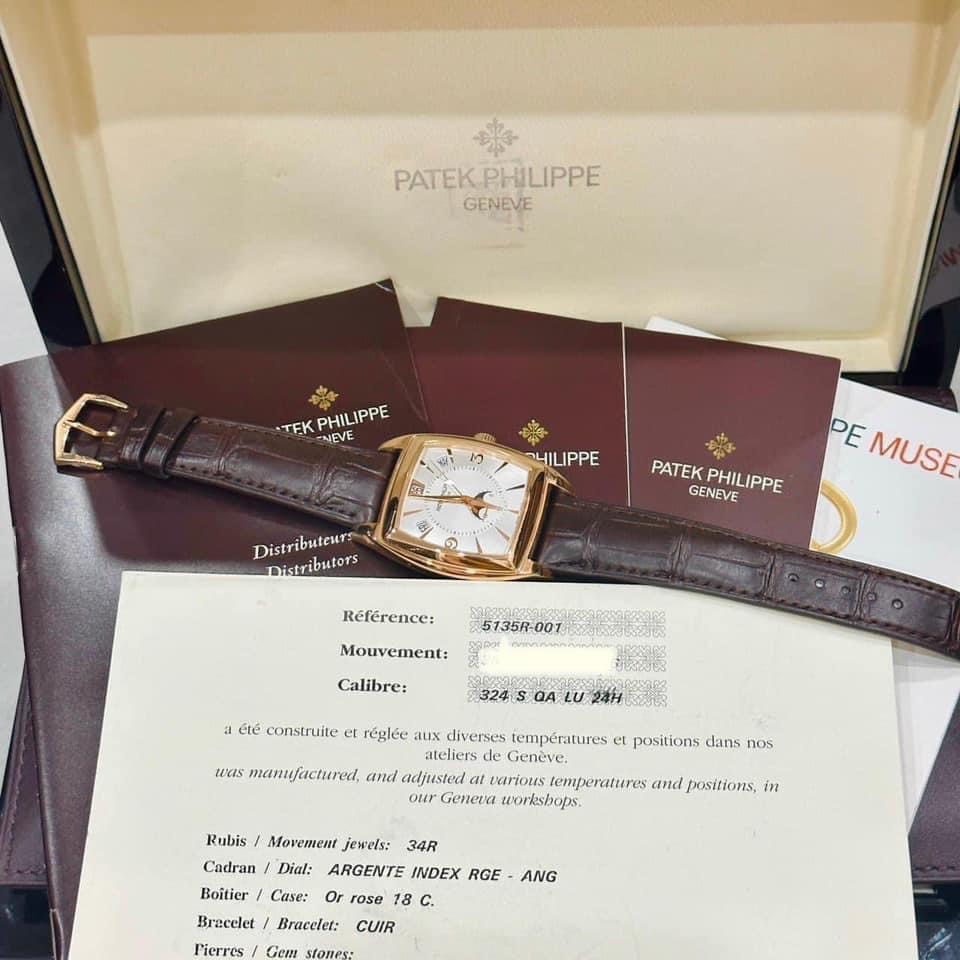 PATEK PHILIPPE
GENEVE
PATEK PHILIPPE
GENEVE
PHILIPPE
PATEK PHILIPPE
GENEVE
PE MUSEU
Distributeurs
Distributors
Référence: 5135R-001
Mouvement:
Calibre: 324 S QA LU 24H
a été construite et réglée aux diverses températures et positions dans nos
ateliers de Genève.
was manufactured, and adjusted at various temperatures and positions, in
our Geneva workshops.
Rubis / Movement jewels: 34R
Cadran / Dial: ARGENTE INDEX RGE - ANG
Boîtier / Case: Or rose 18 C.
Bracelet / Bracelet: CUIR
Pierres / Gem stones: